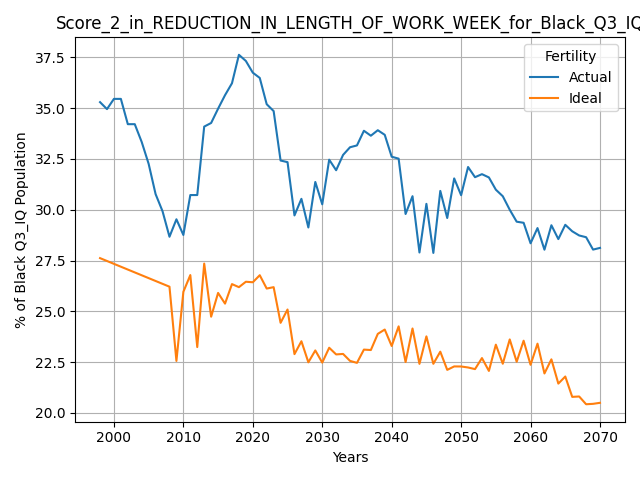 Score_2_in_REDUCTION_IN_LENGTH_OF_WORK_WEEK_for_Black_Q3_IQ
Fertility
Actual
Ideal
37.5
35.0
32.5
30.0
27.5
25.0
22.5
20.0
% of Black Q3_IQ Population
2000 2010 2020 2030 2040 2050 2060 2070
Years